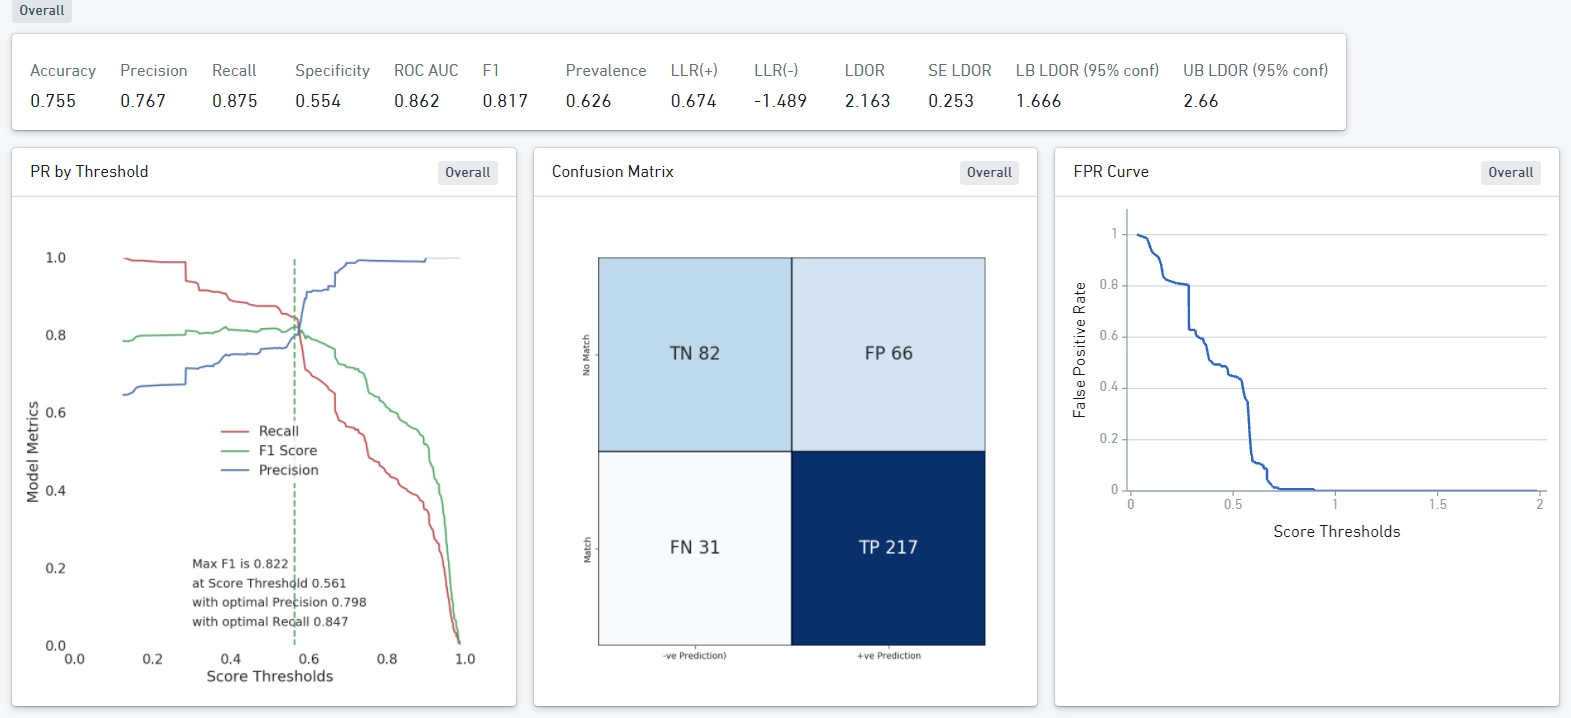 Overall
Accuracy Precision Recall Specificity ROC AUC F1 Prevalence LLR(+) LLR(-) LDOR SE LDOR LB LDOR (95% conf) UB LDOR (95% conf)
0.755 0.767 0.875 0.554 0.862 0.817 0.626 0.674 -1.489 2.163 0.253 1.666 2.66
PR by Threshold Overall
1.0
0.8
0.6
0.4
0.2
0.0
Model Metrics
Recall
F1 Score
Precision
Max F1 is 0.822
at Score Threshold 0.561
with optimal Precision 0.798
with optimal Recall 0.847
0.0 0.2 0.4 0.6 0.8 1.0
Score Thresholds
Confusion Matrix Overall
No Match
TN 82 FP 66
Match
FN 31 TP 217
-ve Prediction) +ve Prediction
FPR Curve Overall
1
0.8
0.6
0.4
0.2
0
False Positive Rate
0 0.5 1 1.5 2
Score Thresholds